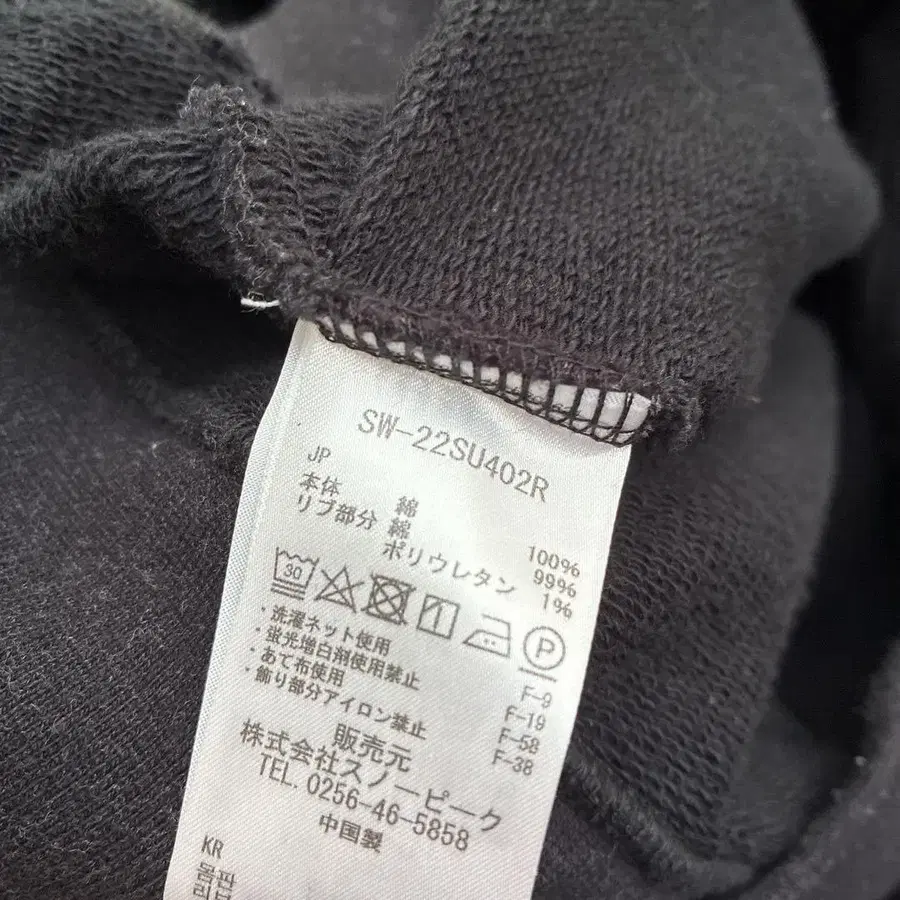 SW-22SU402R
JP
本体 綿 100%
リブ部分 綿 99%
ポリウレタン 1%
30
P
・洗濯ネット使用 F-9
・蛍光増白剤使用禁止 F-19
・あて布使用 F-58
・飾り部分アイロン禁止 F-38
販売元
株式会社スノーピーク
TEL. 0256-46-5858
中国製
KR
몸판